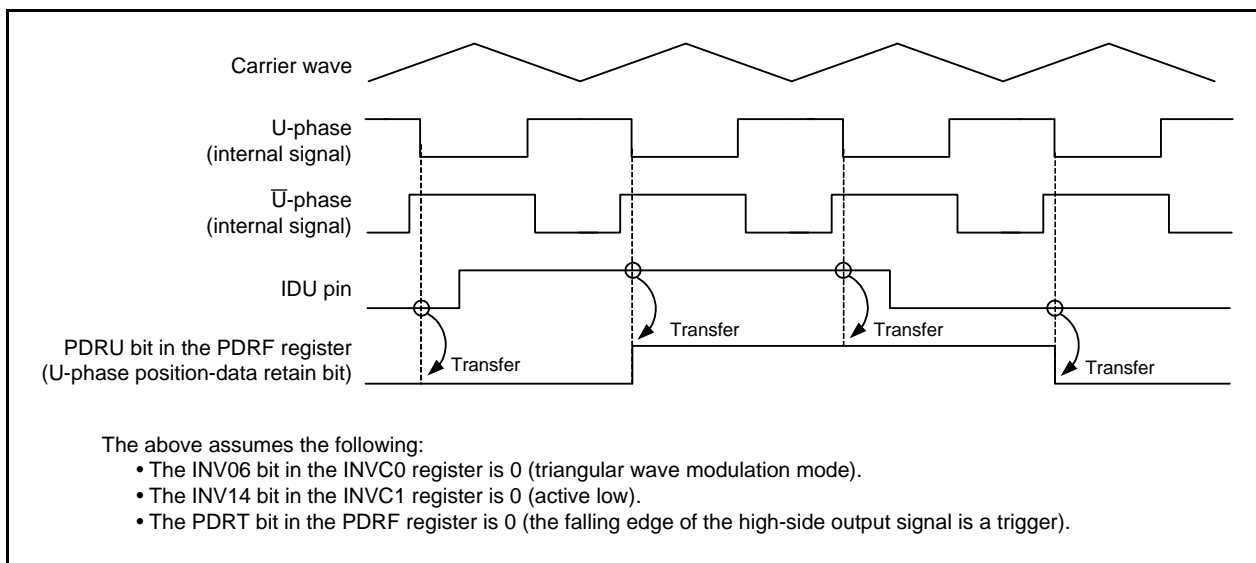 Carrier wave
U-phase
(internal signal)
U̅-phase
(internal signal)
IDU pin
Transfer
Transfer
PDRU bit in the PDRF register
Transfer
Transfer
(U-phase position-data retain bit)
The above assumes the following:
• The INV06 bit in the INVC0 register is 0 (triangular wave modulation mode).
• The INV14 bit in the INVC1 register is 0 (active low).
• The PDRT bit in the PDRF register is 0 (the falling edge of the high-side output signal is a trigger).